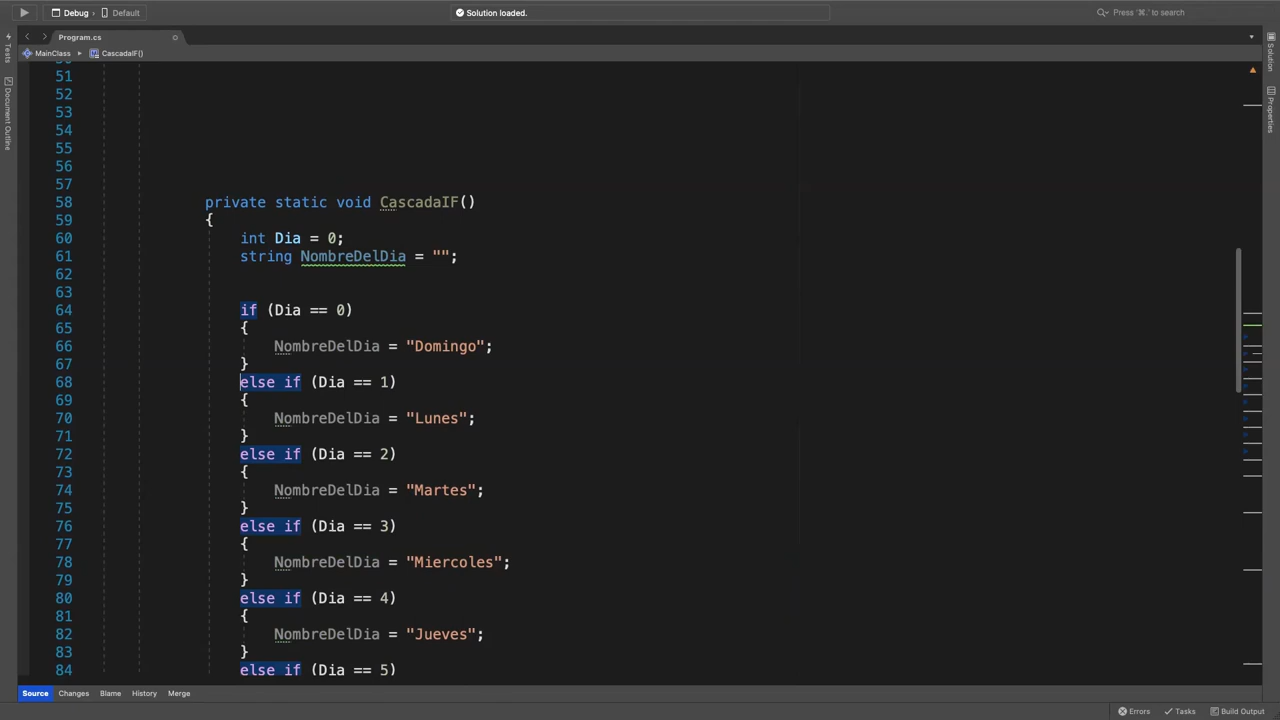 Debug
Default
Solution loaded.
Press '⌘.' to search
Program.cs
MainClass
CascadaIF()
Tests
Document Outline
Solution
Properties
51
52
53
54
55
56
57
58 private static void CascadaIF()
59 {
60 int Dia = 0;
61 string NombreDelDia = "";
62
63
64 if (Dia == 0)
65 {
66 NombreDelDia = "Domingo";
67 }
68 else if (Dia == 1)
69 {
70 NombreDelDia = "Lunes";
71 }
72 else if (Dia == 2)
73 {
74 NombreDelDia = "Martes";
75 }
76 else if (Dia == 3)
77 {
78 NombreDelDia = "Miercoles";
79 }
80 else if (Dia == 4)
81 {
82 NombreDelDia = "Jueves";
83 }
84 else if (Dia == 5)
Source Changes Blame History Merge
Errors Tasks Build Output